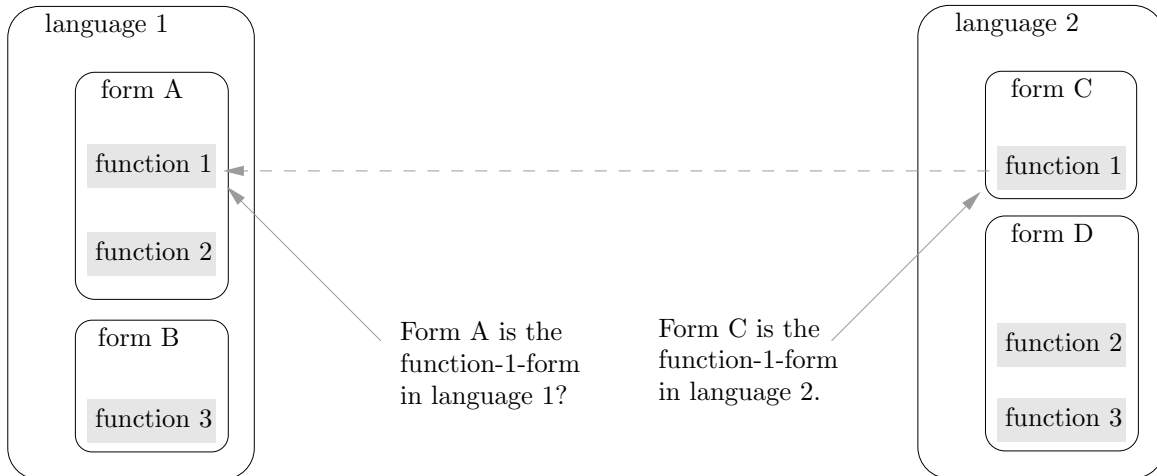 language 1
form A
function 1
function 2
form B
function 3
Form A is the
function-1-form
in language 1?
Form C is the
function-1-form
in language 2.
language 2
form C
function 1
form D
function 2
function 3